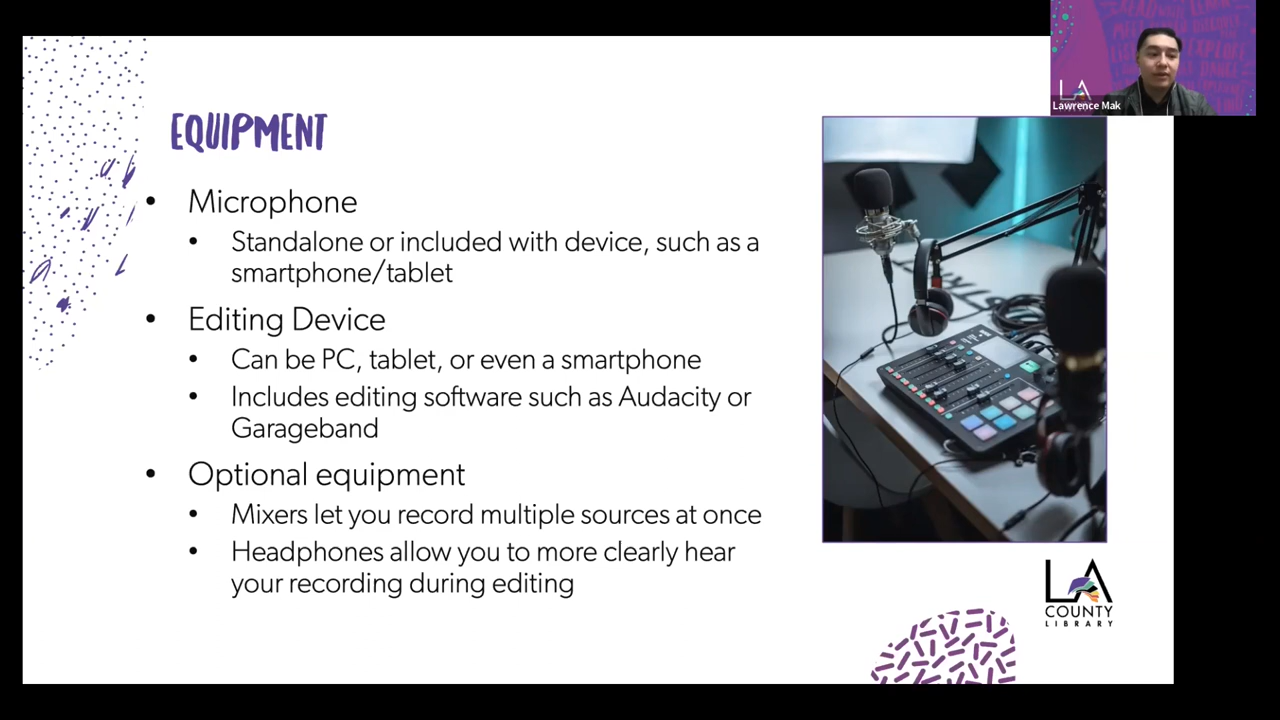 EQUIPMENT
• Microphone
• Standalone or included with device, such as a
smartphone/tablet
• Editing Device
• Can be PC, tablet, or even a smartphone
• Includes editing software such as Audacity or
Garageband
• Optional equipment
• Mixers let you record multiple sources at once
• Headphones allow you to more clearly hear
your recording during editing
LA
COUNTY
LIBRARY
LA
Lawrence Mak